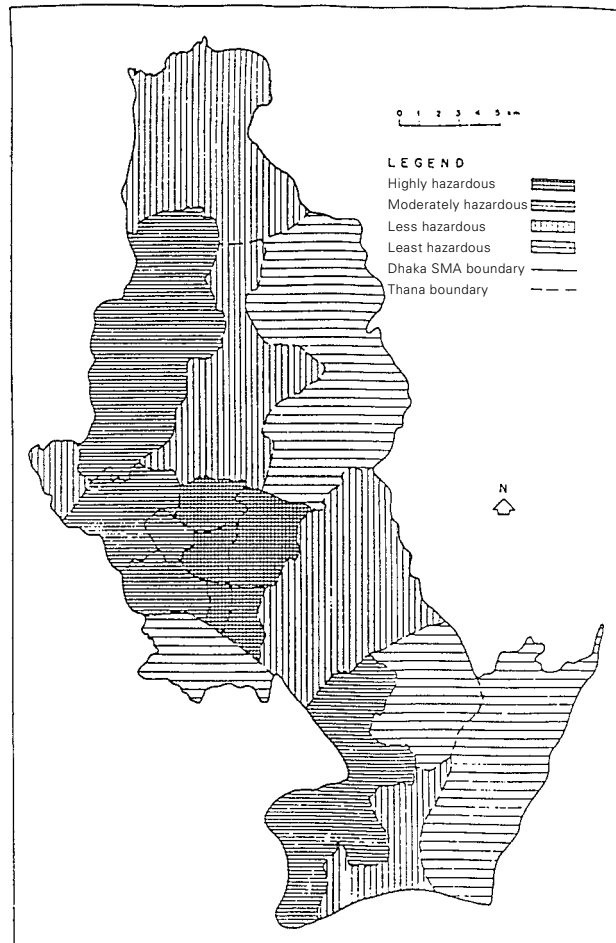 0 1 2 3 4 5 km
LEGEND
Highly hazardous
Moderately hazardous
Less hazardous
Least hazardous
Dhaka SMA boundary
Thana boundary
N